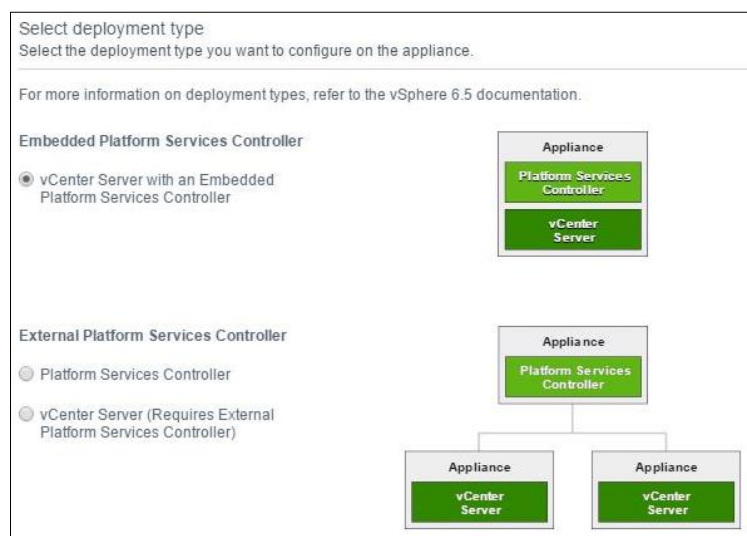 Select deployment type
Select the deployment type you want to configure on the appliance.
For more information on deployment types, refer to the vSphere 6.5 documentation.
Embedded Platform Services Controller
vCenter Server with an Embedded
Platform Services Controller
Appliance
Platform Services
Controller
vCenter
Server
External Platform Services Controller
Platform Services Controller
vCenter Server (Requires External
Platform Services Controller)
Appliance
Platform Services
Controller
Appliance
vCenter
Server
Appliance
vCenter
Server